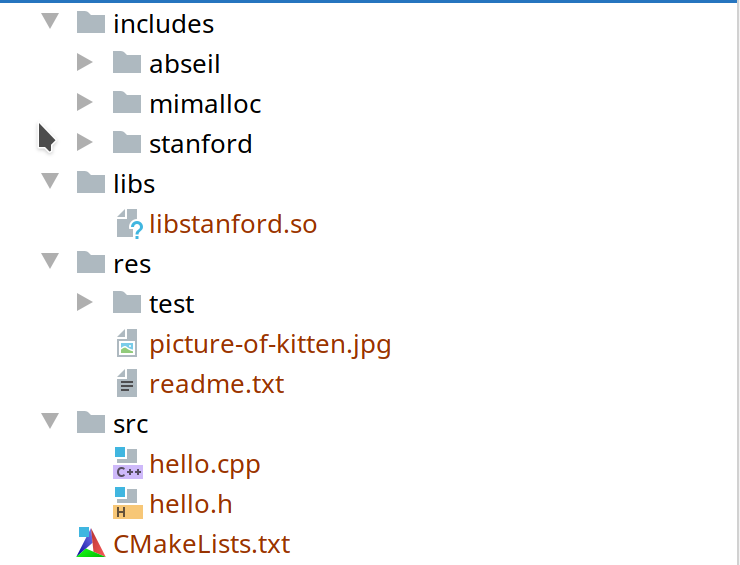 includes
abseil
mimalloc
stanford
libs
?
libstanford.so
res
test
picture-of-kitten.jpg
readme.txt
src
C++
hello.cpp
H
hello.h
CMakeLists.txt